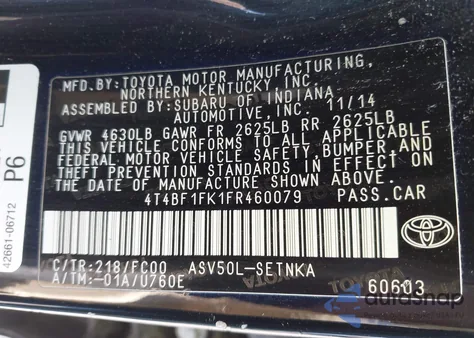 MFD.BY:TOYOTA MOTOR MANUFACTURING,
NORTHERN KENTUCKY INC
ASSEMBLED BY:SUBARU OF INDIANA
AUTOMOTIVE,INC. 11/14
GVWR 4630LB GAWR FR 2625LB RR 2625LB
THIS VEHICLE CONFORMS TO ALL APPLICABLE
FEDERAL MOTOR VEHICLE SAFETY,BUMPER,AND
THEFT PREVENTION STANDARDS IN EFFECT ON
THE DATE OF MANUFACTURE SHOWN ABOVE.
4T4BF1FK1FR460079 PASS.CAR
C/TR:218/FC00 ASV50L-SETNKA
A/TM:-01A/U760E
60603
42661-06712
P6
autosnap